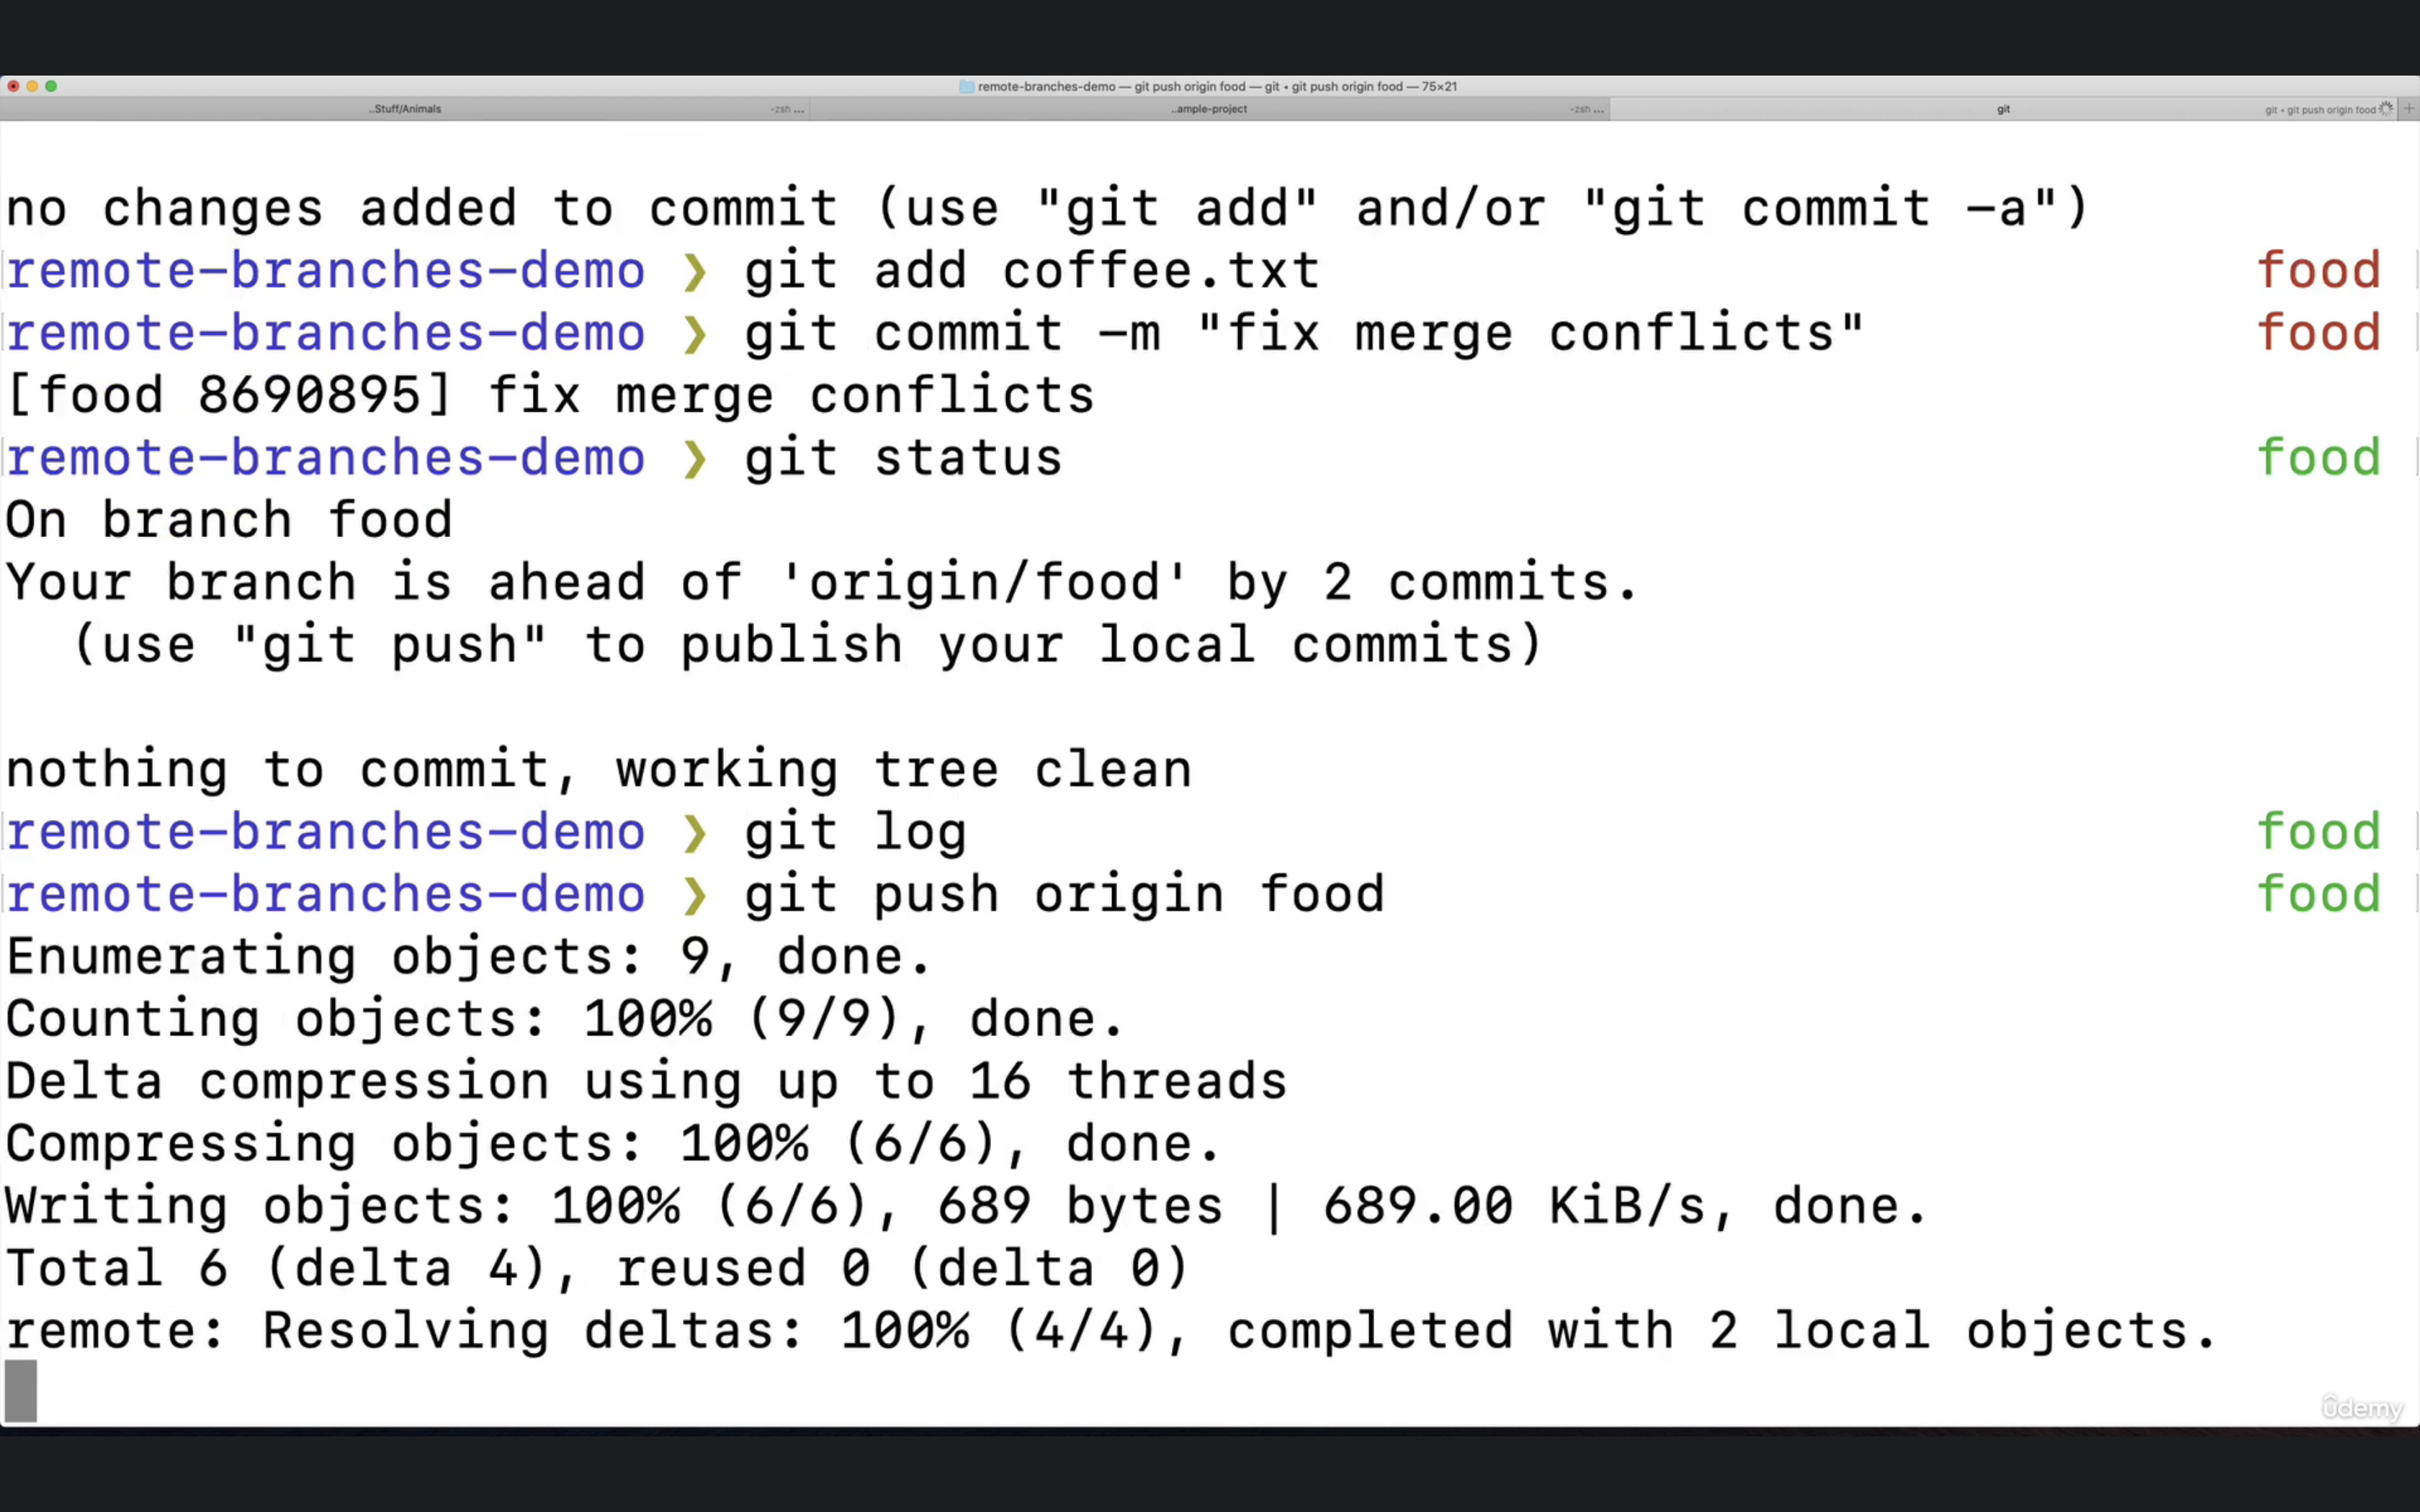 remote-branches-demo — git push origin food — git • git push origin food — 75×21
..Stuff/Animals -zsh ... ..ample-project -zsh ... git git • git push origin food +
no changes added to commit (use "git add" and/or "git commit -a")
remote-branches-demo ❯ git add coffee.txt food
remote-branches-demo ❯ git commit -m "fix merge conflicts" food
[food 8690895] fix merge conflicts
remote-branches-demo ❯ git status food
On branch food
Your branch is ahead of 'origin/food' by 2 commits.
  (use "git push" to publish your local commits)
nothing to commit, working tree clean
remote-branches-demo ❯ git log food
remote-branches-demo ❯ git push origin food food
Enumerating objects: 9, done.
Counting objects: 100% (9/9), done.
Delta compression using up to 16 threads
Compressing objects: 100% (6/6), done.
Writing objects: 100% (6/6), 689 bytes | 689.00 KiB/s, done.
Total 6 (delta 4), reused 0 (delta 0)
remote: Resolving deltas: 100% (4/4), completed with 2 local objects.
ûdemy